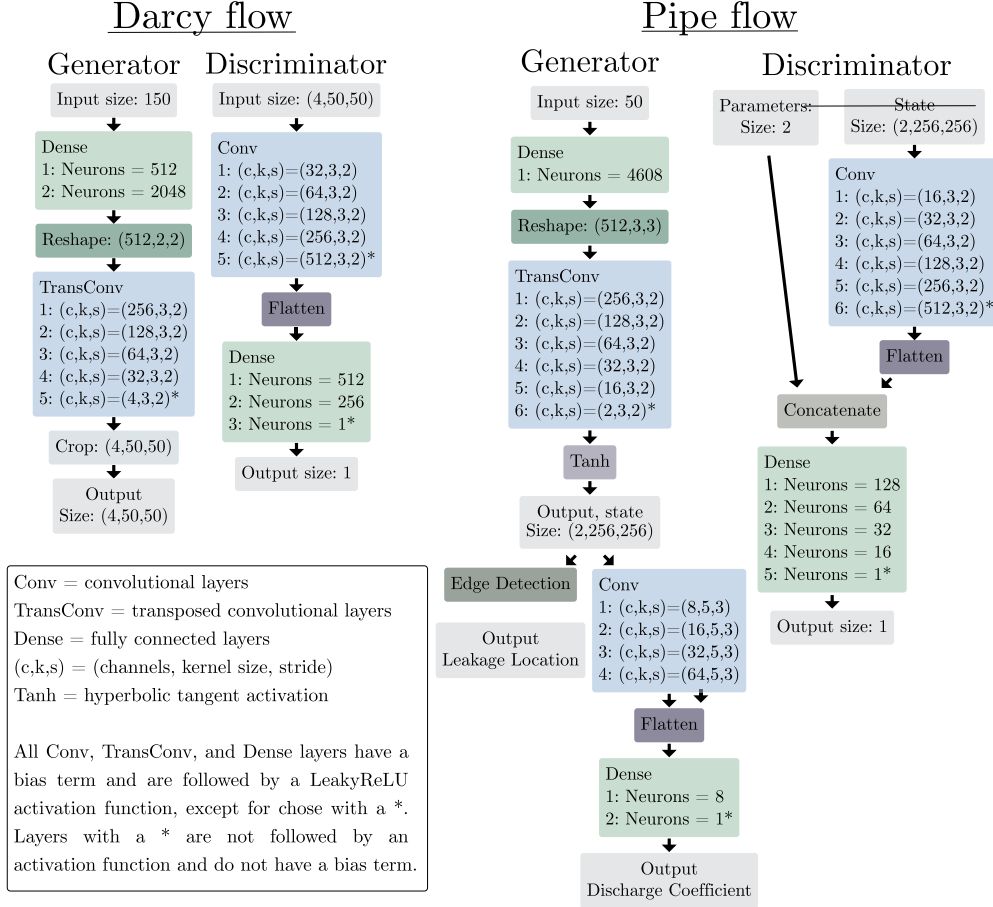 Darcy flow
Generator
Input size: 150
Dense
1: Neurons = 512
2: Neurons = 2048
Reshape: (512,2,2)
TransConv
1: (c,k,s)=(256,3,2)
2: (c,k,s)=(128,3,2)
3: (c,k,s)=(64,3,2)
4: (c,k,s)=(32,3,2)
5: (c,k,s)=(4,3,2)*
Crop: (4,50,50)
Output
Size: (4,50,50)
Discriminator
Input size: (4,50,50)
Conv
1: (c,k,s)=(32,3,2)
2: (c,k,s)=(64,3,2)
3: (c,k,s)=(128,3,2)
4: (c,k,s)=(256,3,2)
5: (c,k,s)=(512,3,2)*
Flatten
Dense
1: Neurons = 512
2: Neurons = 256
3: Neurons = 1*
Output size: 1
Conv = convolutional layers
TransConv = transposed convolutional layers
Dense = fully connected layers
(c,k,s) = (channels, kernel size, stride)
Tanh = hyperbolic tangent activation
All Conv, TransConv, and Dense layers have a
bias term and are followed by a LeakyReLU
activation function, except for chose with a *.
Layers with a * are not followed by an
activation function and do not have a bias term.
Pipe flow
Generator
Input size: 50
Dense
1: Neurons = 4608
Reshape: (512,3,3)
TransConv
1: (c,k,s)=(256,3,2)
2: (c,k,s)=(128,3,2)
3: (c,k,s)=(64,3,2)
4: (c,k,s)=(32,3,2)
5: (c,k,s)=(16,3,2)
6: (c,k,s)=(2,3,2)*
Tanh
Output, state
Size: (2,256,256)
Edge Detection
Output
Leakage Location
Conv
1: (c,k,s)=(8,5,3)
2: (c,k,s)=(16,5,3)
3: (c,k,s)=(32,5,3)
4: (c,k,s)=(64,5,3)
Flatten
Dense
1: Neurons = 8
2: Neurons = 1*
Output
Discharge Coefficient
Discriminator
Parameters:
Size: 2
State
Size: (2,256,256)
Conv
1: (c,k,s)=(16,3,2)
2: (c,k,s)=(32,3,2)
3: (c,k,s)=(64,3,2)
4: (c,k,s)=(128,3,2)
5: (c,k,s)=(256,3,2)
6: (c,k,s)=(512,3,2)*
Flatten
Concatenate
Dense
1: Neurons = 128
2: Neurons = 64
3: Neurons = 32
4: Neurons = 16
5: Neurons = 1*
Output size: 1